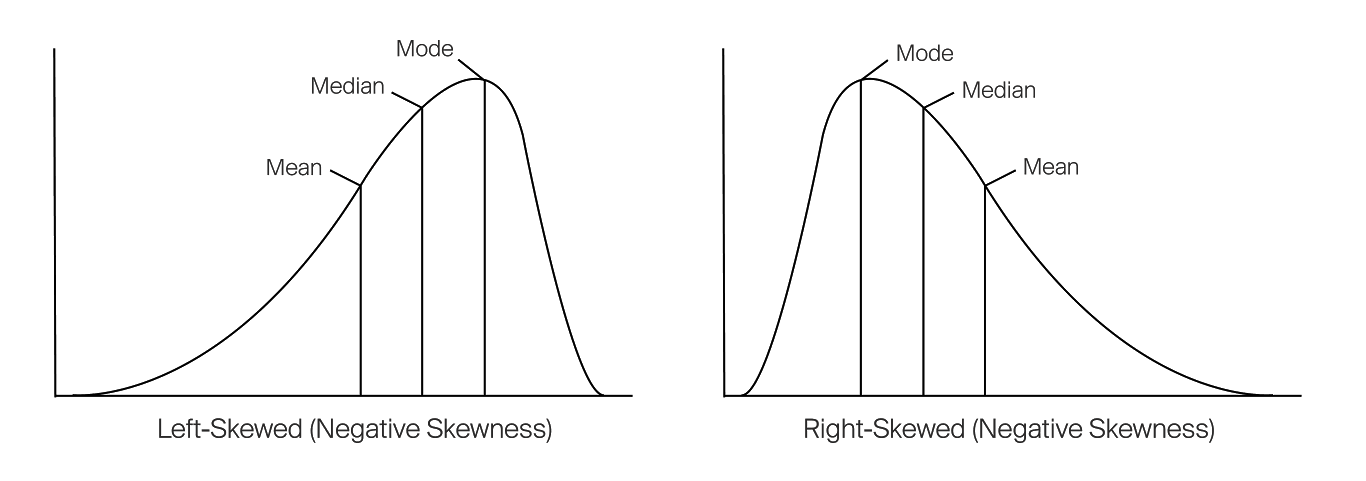 Mode
Median
Mean
Left-Skewed (Negative Skewness)
Mode
Median
Mean
Right-Skewed (Negative Skewness)